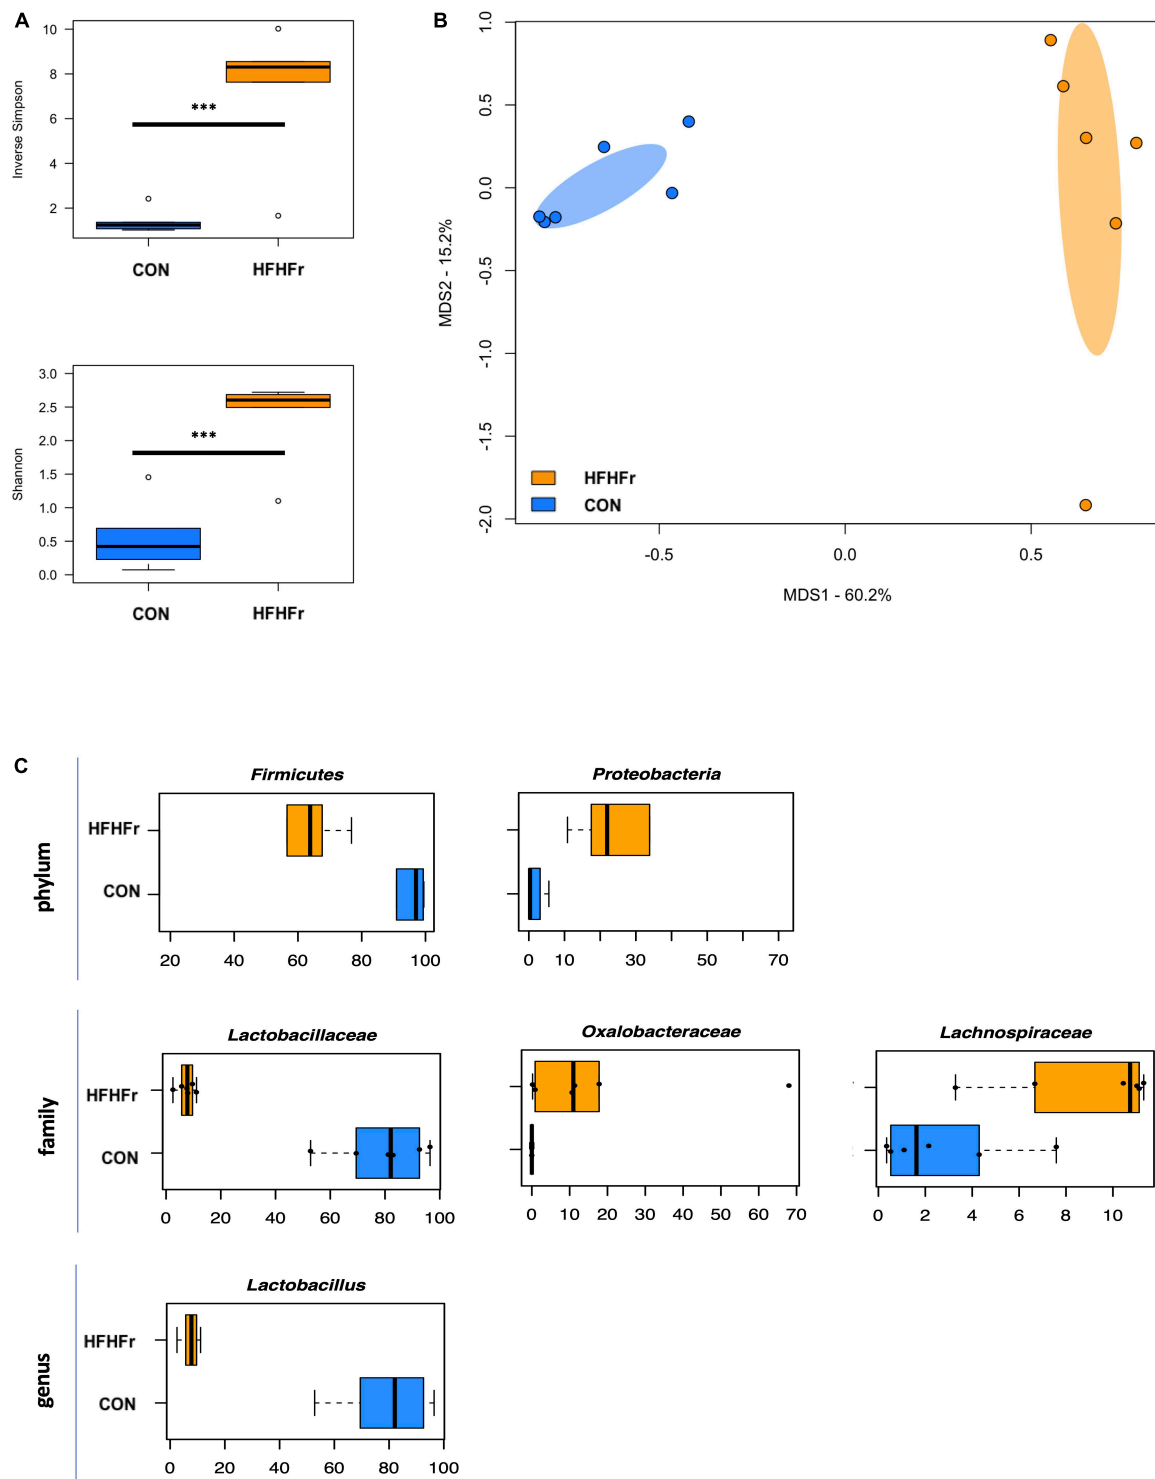 A
10
8
6
4
2
Inverse Simpson
***
CON
HFHFr
3.0
2.5
2.0
1.5
1.0
0.5
0.0
Shannon
***
CON
HFHFr
B
1.0
0.5
0.0
-0.5
-1.0
-1.5
-2.0
MDS2 - 15.2%
HFHFr
CON
-0.5 0.0 0.5
MDS1 - 60.2%
C
phylum
Firmicutes
HFHFr
CON
20 40 60 80 100
Proteobacteria
0 10 30 50 70
family
Lactobacillaceae
HFHFr
CON
0 20 40 60 80 100
Oxalobacteraceae
0 10 20 30 40 50 60 70
Lachnospiraceae
0 2 4 6 8 10
genus
Lactobacillus
HFHFr
CON
0 20 40 60 80 100